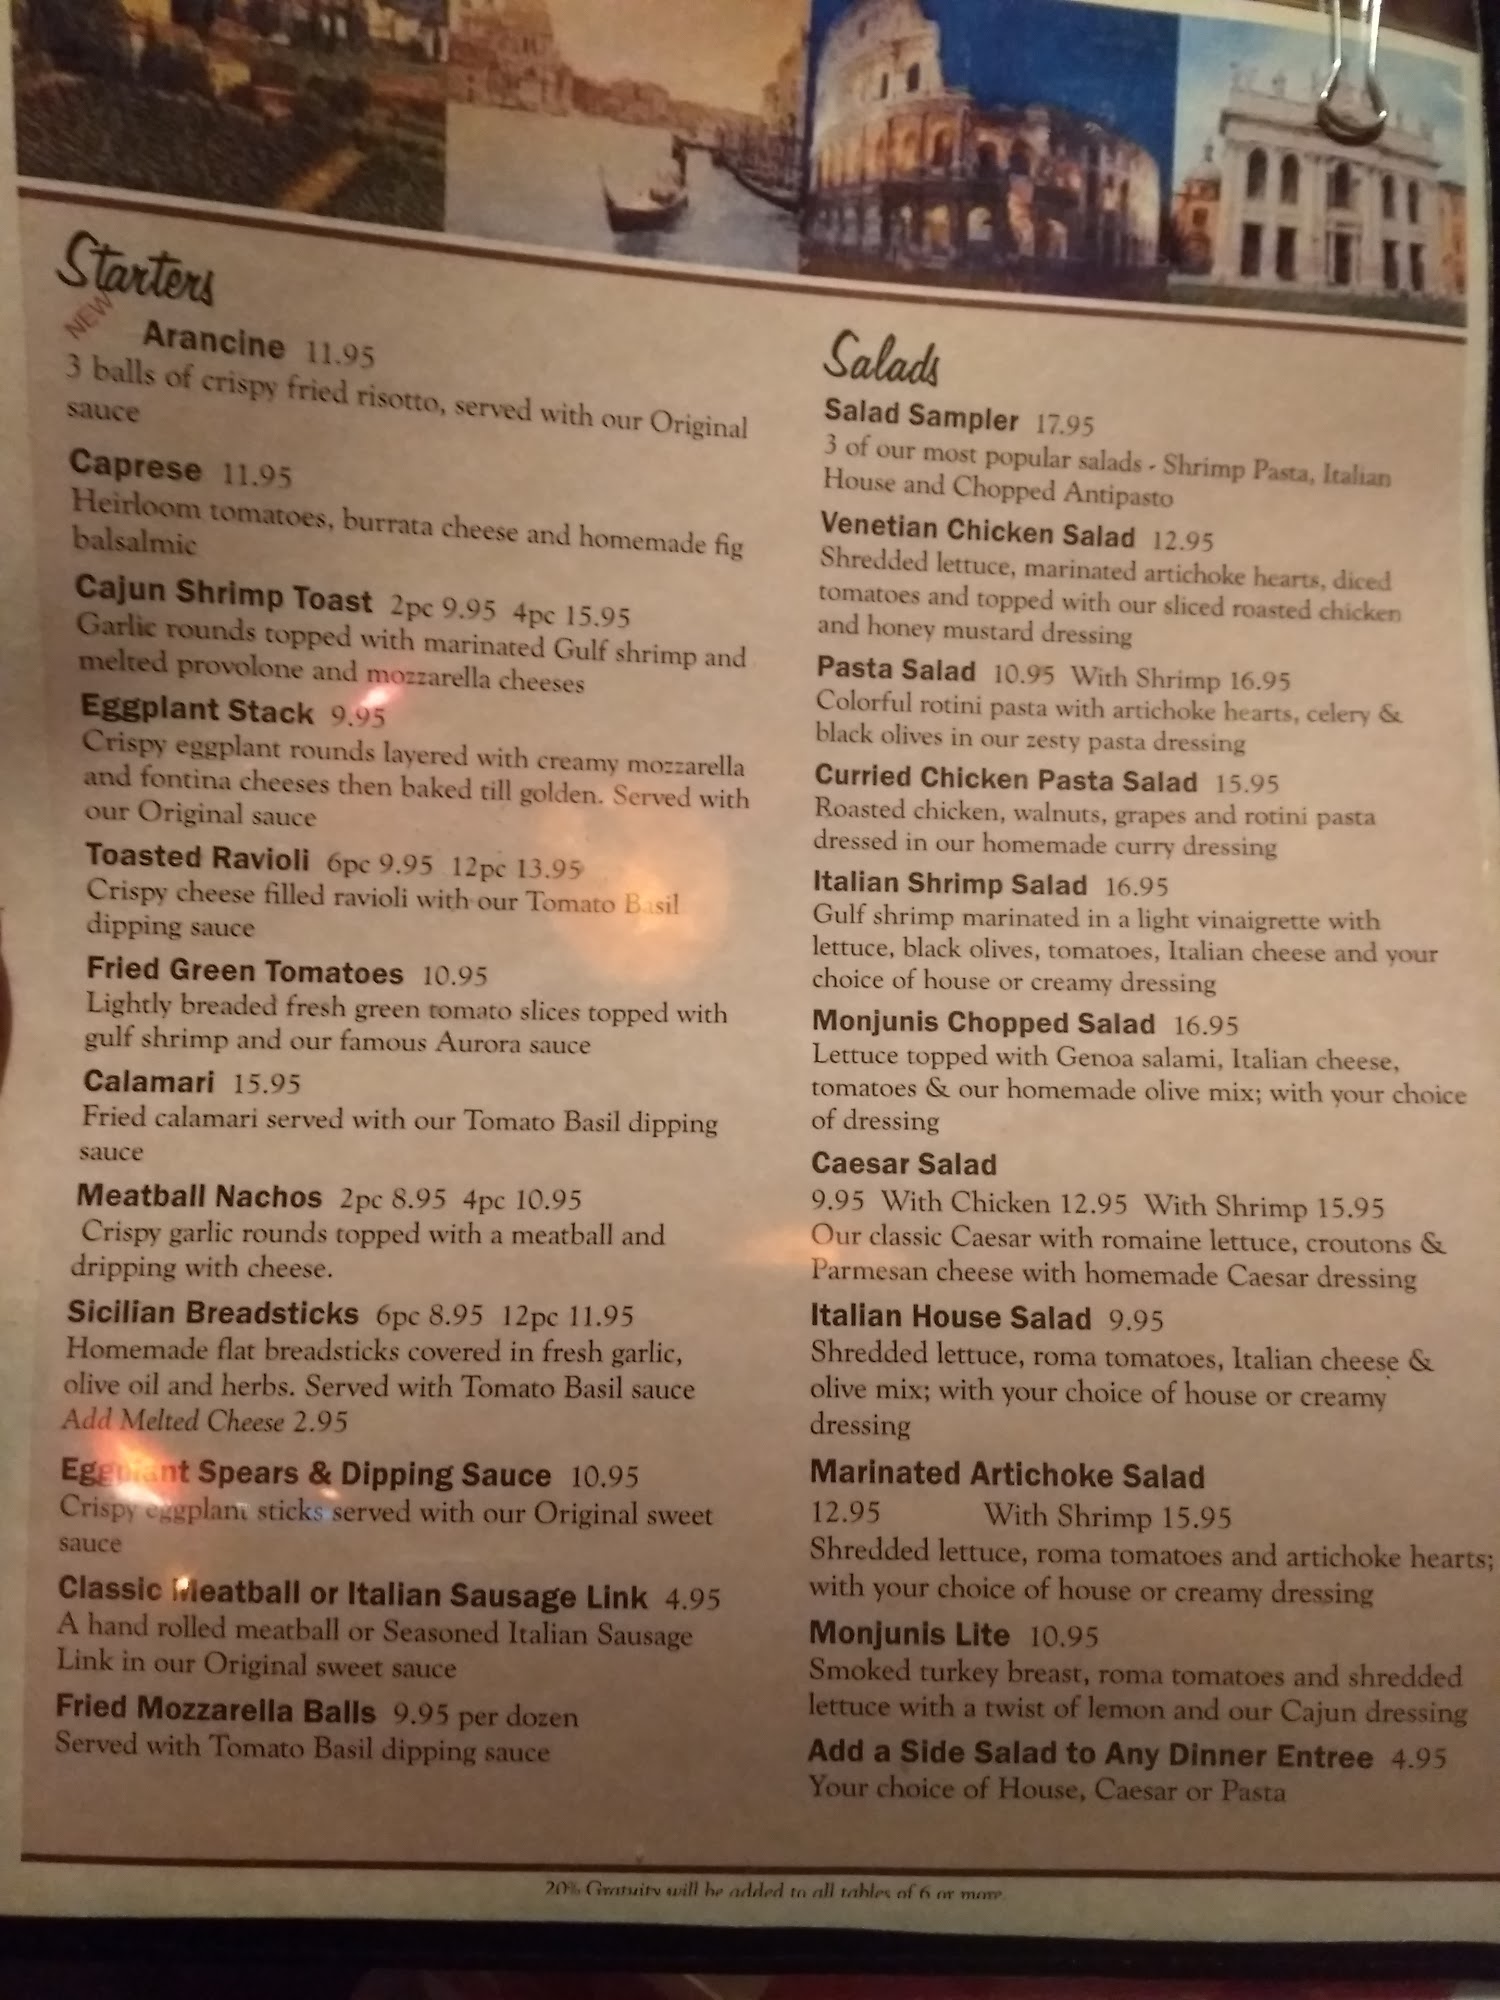 Starters
NEW
Arancine 11.95
3 balls of crispy fried risotto, served with our Original
sauce
Caprese 11.95
Heirloom tomatoes, burrata cheese and homemade fig
balsalmic
Cajun Shrimp Toast 2pc 9.95 4pc 15.95
Garlic rounds topped with marinated Gulf shrimp and
melted provolone and mozzarella cheeses
Eggplant Stack 9.95
Crispy eggplant rounds layered with creamy mozzarella
and fontina cheeses then baked till golden. Served with
our Original sauce
Toasted Ravioli 6pc 9.95 12pc 13.95
Crispy cheese filled ravioli with our Tomato Basil
dipping sauce
Fried Green Tomatoes 10.95
Lightly breaded fresh green tomato slices topped with
gulf shrimp and our famous Aurora sauce
Calamari 15.95
Fried calamari served with our Tomato Basil dipping
sauce
Meatball Nachos 2pc 8.95 4pc 10.95
Crispy garlic rounds topped with a meatball and
dripping with cheese.
Sicilian Breadsticks 6pc 8.95 12pc 11.95
Homemade flat breadsticks covered in fresh garlic,
olive oil and herbs. Served with Tomato Basil sauce
Add Melted Cheese 2.95
Eggplant Spears & Dipping Sauce 10.95
Crispy eggplant sticks served with our Original sweet
sauce
Classic Meatball or Italian Sausage Link 4.95
A hand rolled meatball or Seasoned Italian Sausage
Link in our Original sweet sauce
Fried Mozzarella Balls 9.95 per dozen
Served with Tomato Basil dipping sauce
Salads
Salad Sampler 17.95
3 of our most popular salads - Shrimp Pasta, Italian
House and Chopped Antipasto
Venetian Chicken Salad 12.95
Shredded lettuce, marinated artichoke hearts, diced
tomatoes and topped with our sliced roasted chicken
and honey mustard dressing
Pasta Salad 10.95 With Shrimp 16.95
Colorful rotini pasta with artichoke hearts, celery &
black olives in our zesty pasta dressing
Curried Chicken Pasta Salad 15.95
Roasted chicken, walnuts, grapes and rotini pasta
dressed in our homemade curry dressing
Italian Shrimp Salad 16.95
Gulf shrimp marinated in a light vinaigrette with
lettuce, black olives, tomatoes, Italian cheese and your
choice of house or creamy dressing
Monjunis Chopped Salad 16.95
Lettuce topped with Genoa salami, Italian cheese,
tomatoes & our homemade olive mix; with your choice
of dressing
Caesar Salad
9.95 With Chicken 12.95 With Shrimp 15.95
Our classic Caesar with romaine lettuce, croutons &
Parmesan cheese with homemade Caesar dressing
Italian House Salad 9.95
Shredded lettuce, roma tomatoes, Italian cheese &
olive mix; with your choice of house or creamy
dressing
Marinated Artichoke Salad
12.95 With Shrimp 15.95
Shredded lettuce, roma tomatoes and artichoke hearts;
with your choice of house or creamy dressing
Monjunis Lite 10.95
Smoked turkey breast, roma tomatoes and shredded
lettuce with a twist of lemon and our Cajun dressing
Add a Side Salad to Any Dinner Entree 4.95
Your choice of House, Caesar or Pasta
20% Gratuity will be added to all tables of 6 or more